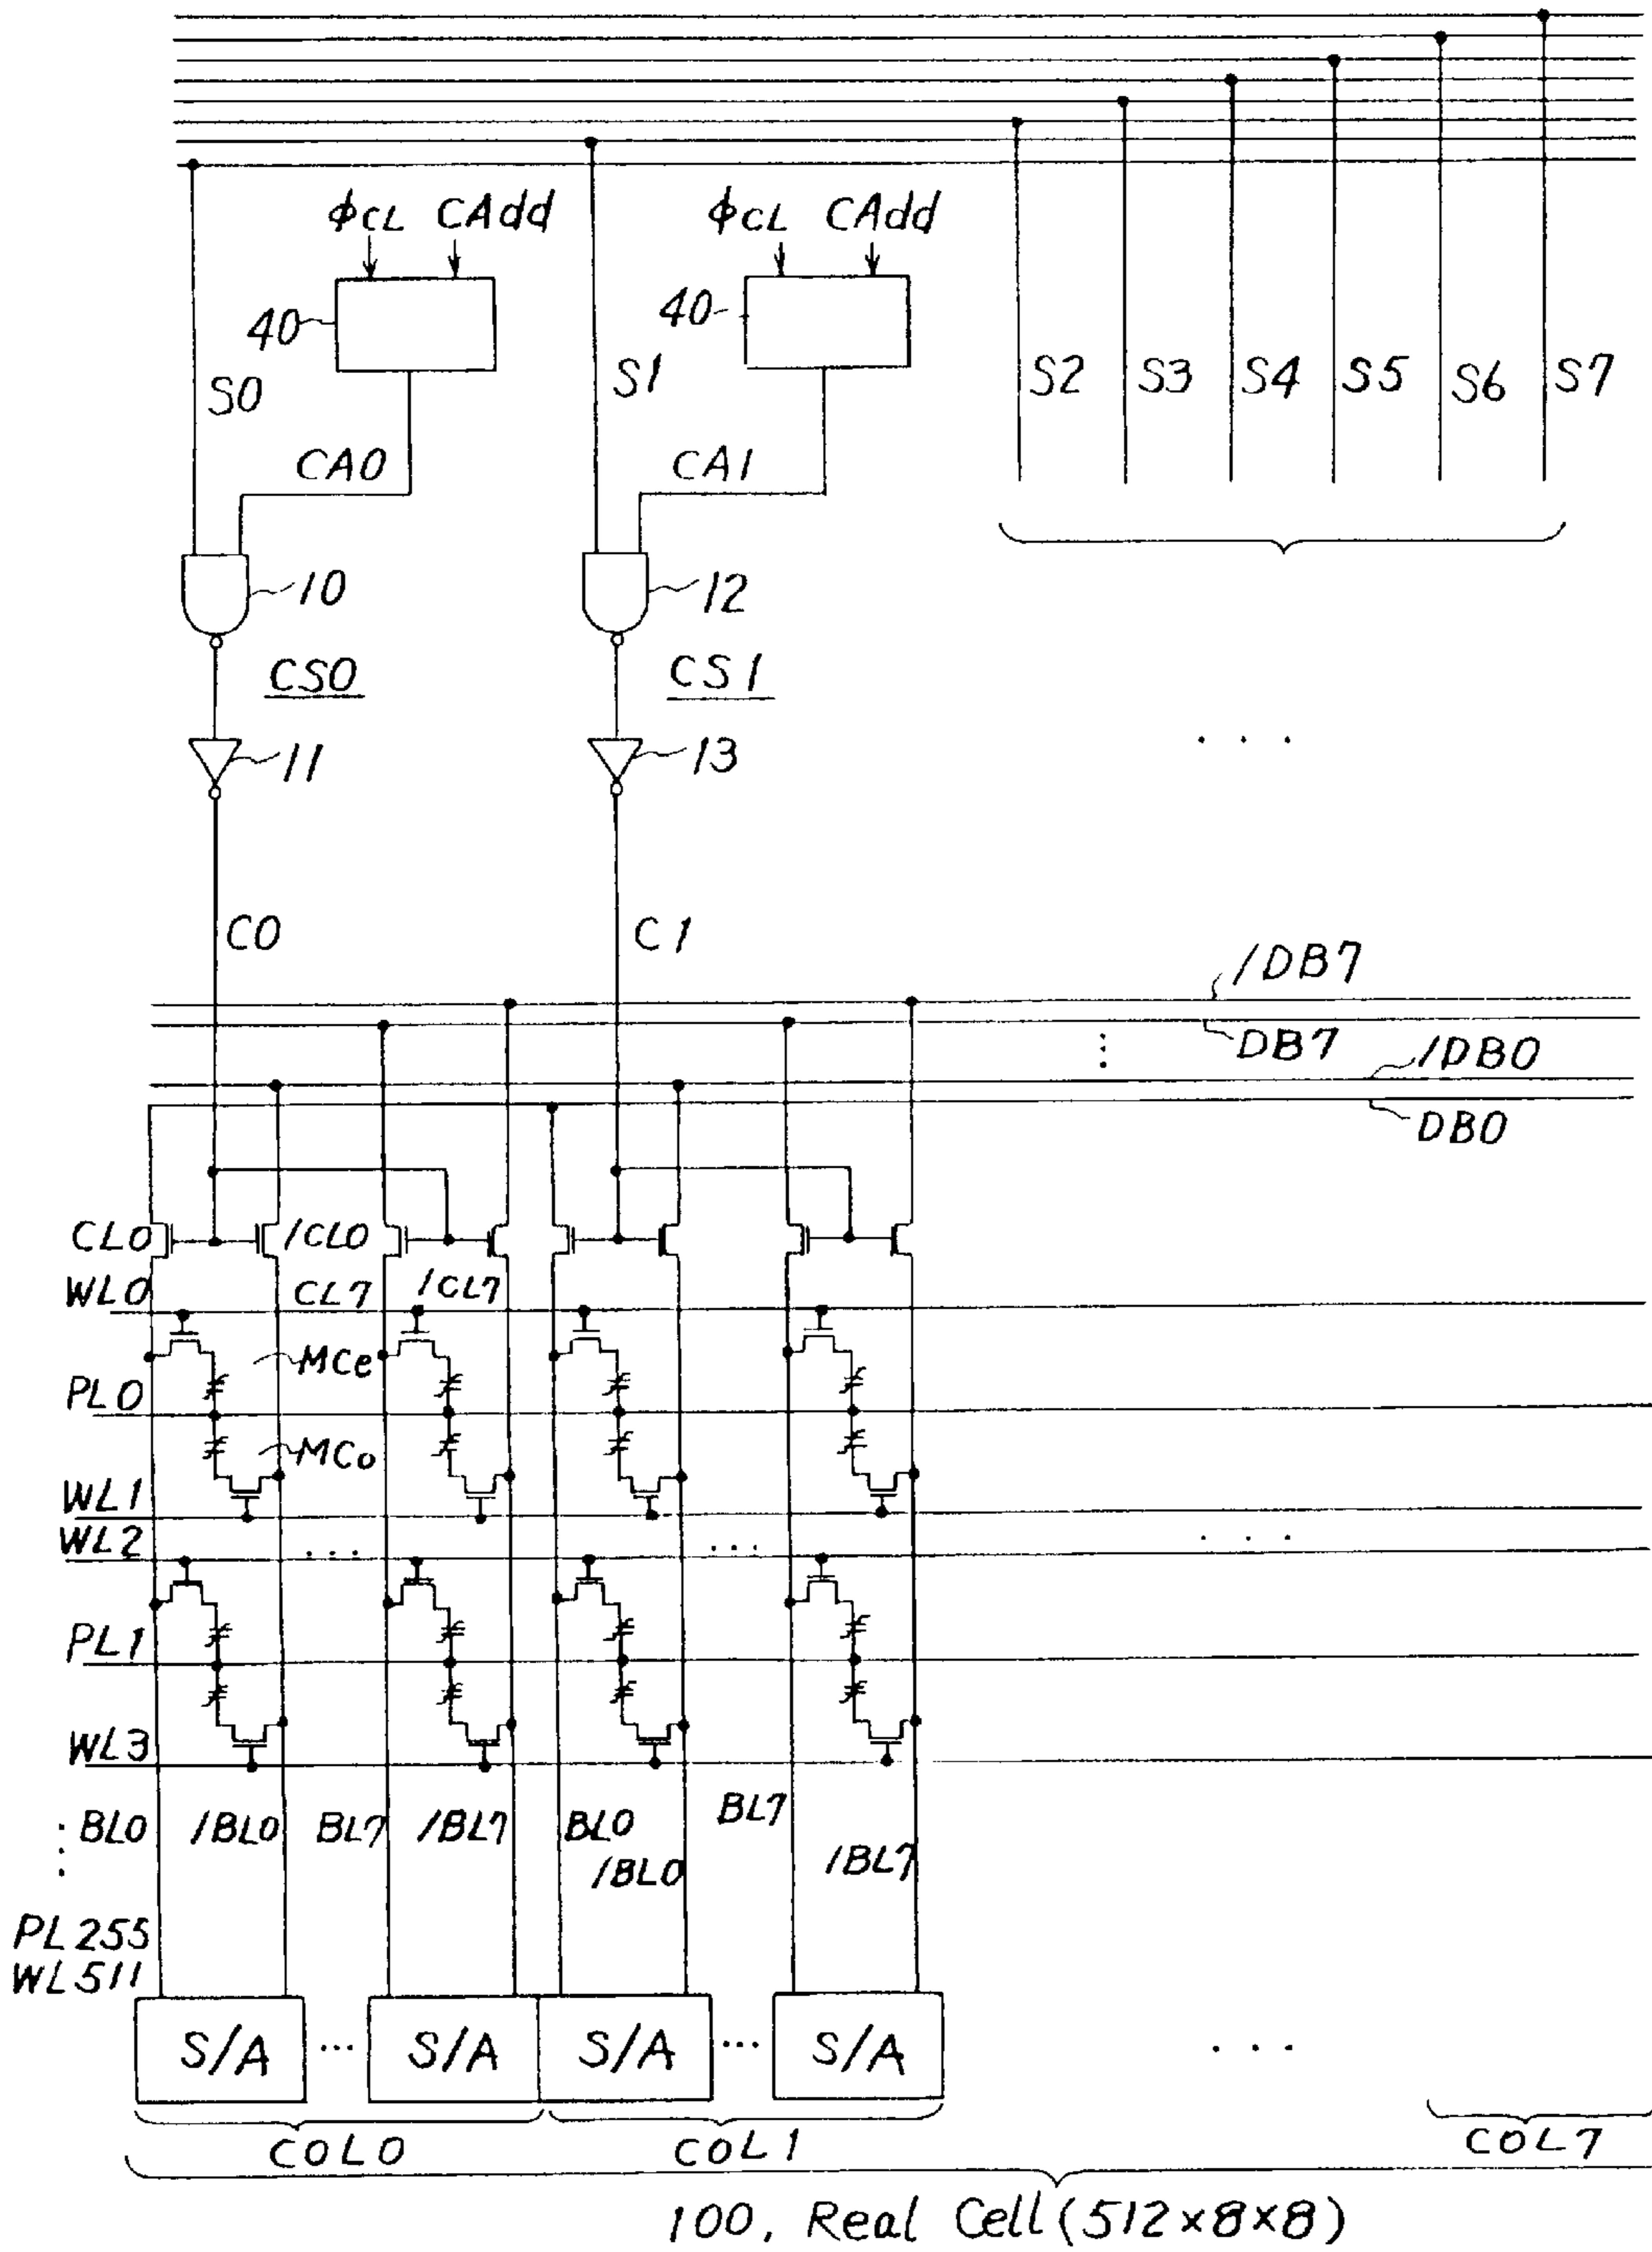 φCL CAdd φCL CAdd
40 40
S0 S1 S2 S3 S4 S5 S6 S7
CA0 CA1
10 12
CS0 CS1
11 13
. . .
C0 C1
/DB7
DB7
/DB0
DB0
CL0 /CL0
WL0 CL7 /CL7
MCe
PL0
MCo
WL1
WL2 ... ... . . .
PL1
WL3
BL0 /BL0 BL7 /BL7 BL0 BL7
/BL0 /BL7
PL255
WL511
S/A ... S/A S/A ... S/A . . .
COL0 COL1 COL7
100, Real Cell (512×8×8)